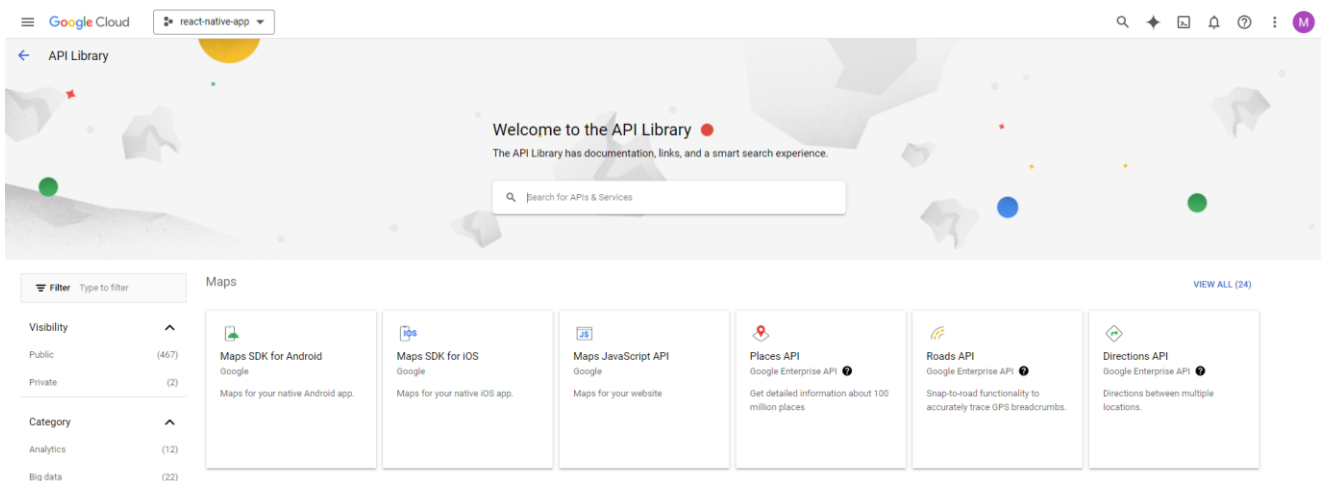 Google Cloud
react-native-app
M
API Library
Welcome to the API Library
The API Library has documentation, links, and a smart search experience.
Search for APIs & Services
Filter Type to filter
Maps
VIEW ALL (24)
Visibility
Public (467)
Private (2)
Category
Analytics (12)
Big data (22)
Maps SDK for Android
Google
Maps for your native Android app.
iOS
Maps SDK for iOS
Google
Maps for your native iOS app.
JS
Maps JavaScript API
Google
Maps for your website
Places API
Google Enterprise API ?
Get detailed information about 100
million places
Roads API
Google Enterprise API ?
Snap-to-road functionality to
accurately trace GPS breadcrumbs.
Directions API
Google Enterprise API ?
Directions between multiple
locations.